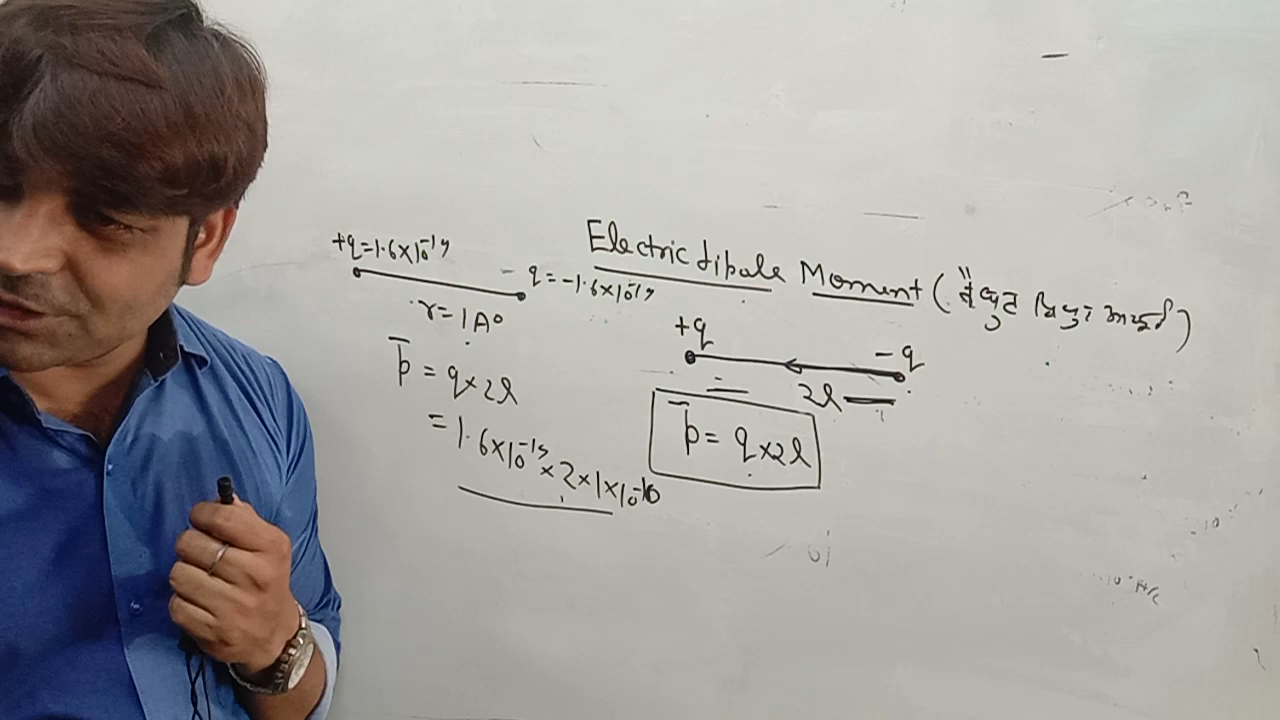 Electric dipole Moment (वैद्युत द्विध्रुव आघूर्ण)
+q=1.6×10⁻¹⁹
- q=-1.6×10⁻¹⁹
r=1A°
p̄ = q×2l
=1.6×10⁻¹⁹×2×1×10⁻¹⁰
+q
-q
2l
p̄= q×2l